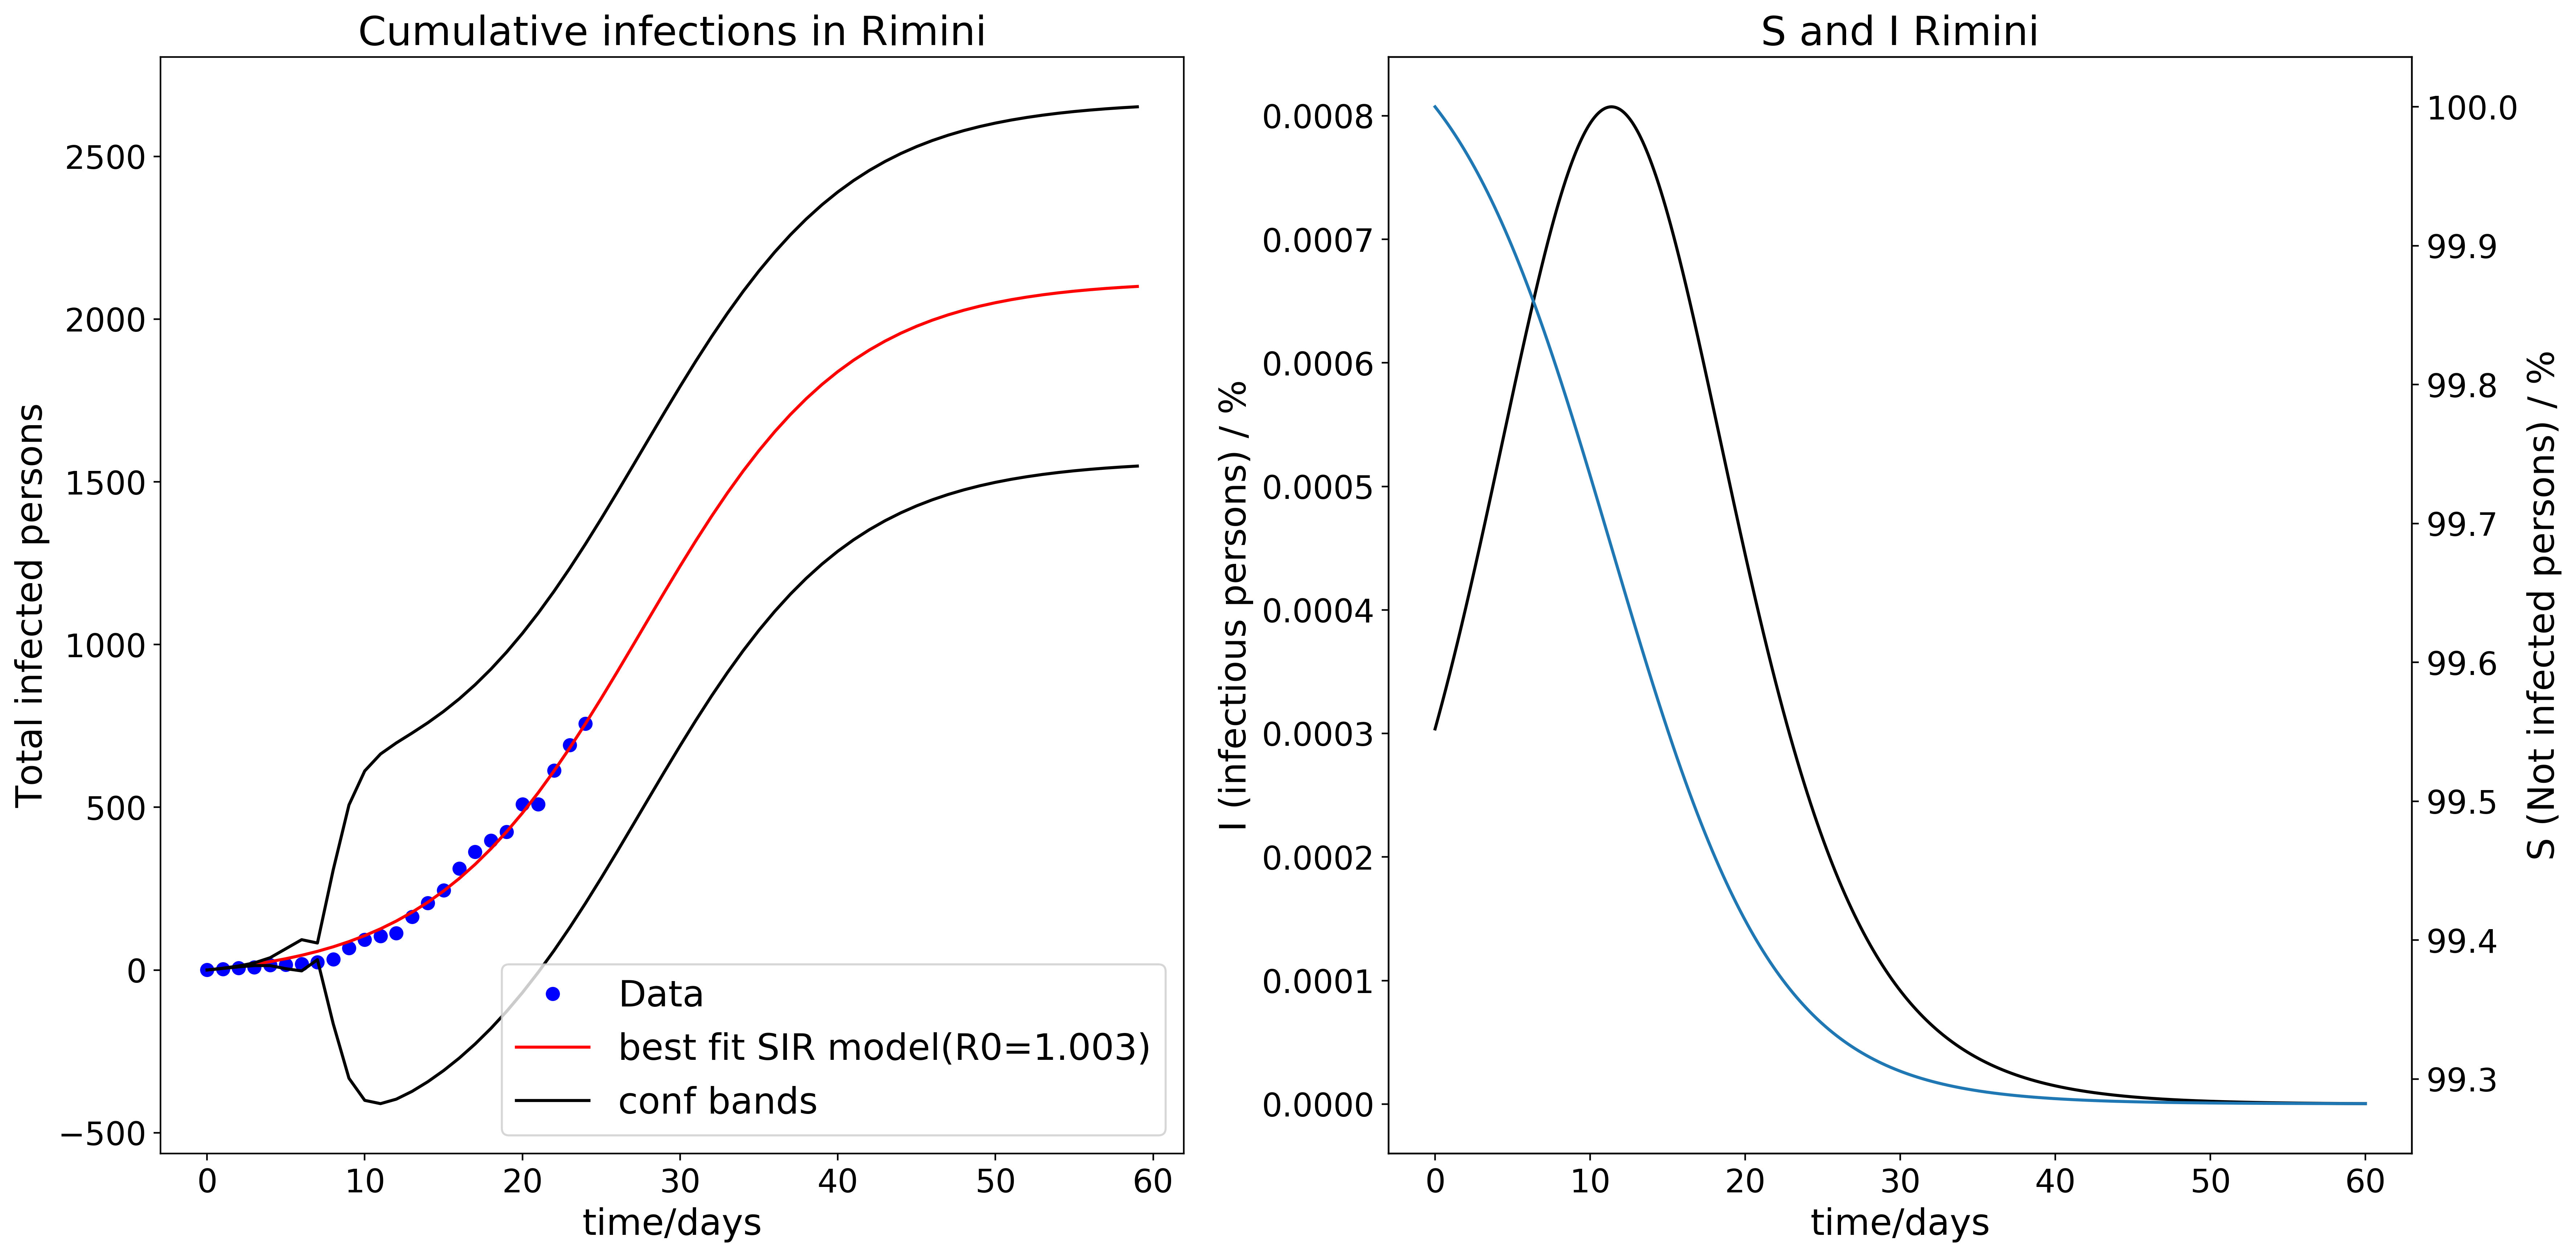 Cumulative infections in Rimini
Total infected persons
2500
2000
1500
1000
500
0
−500
0 10 20 30 40 50 60
time/days
Data
best fit SIR model(R0=1.003)
conf bands
S and I Rimini
I (infectious persons) / %
0.0008
0.0007
0.0006
0.0005
0.0004
0.0003
0.0002
0.0001
0.0000
0 10 20 30 40 50 60
time/days
100.0
99.9
99.8
99.7
99.6
99.5
99.4
99.3
S (Not infected persons) / %